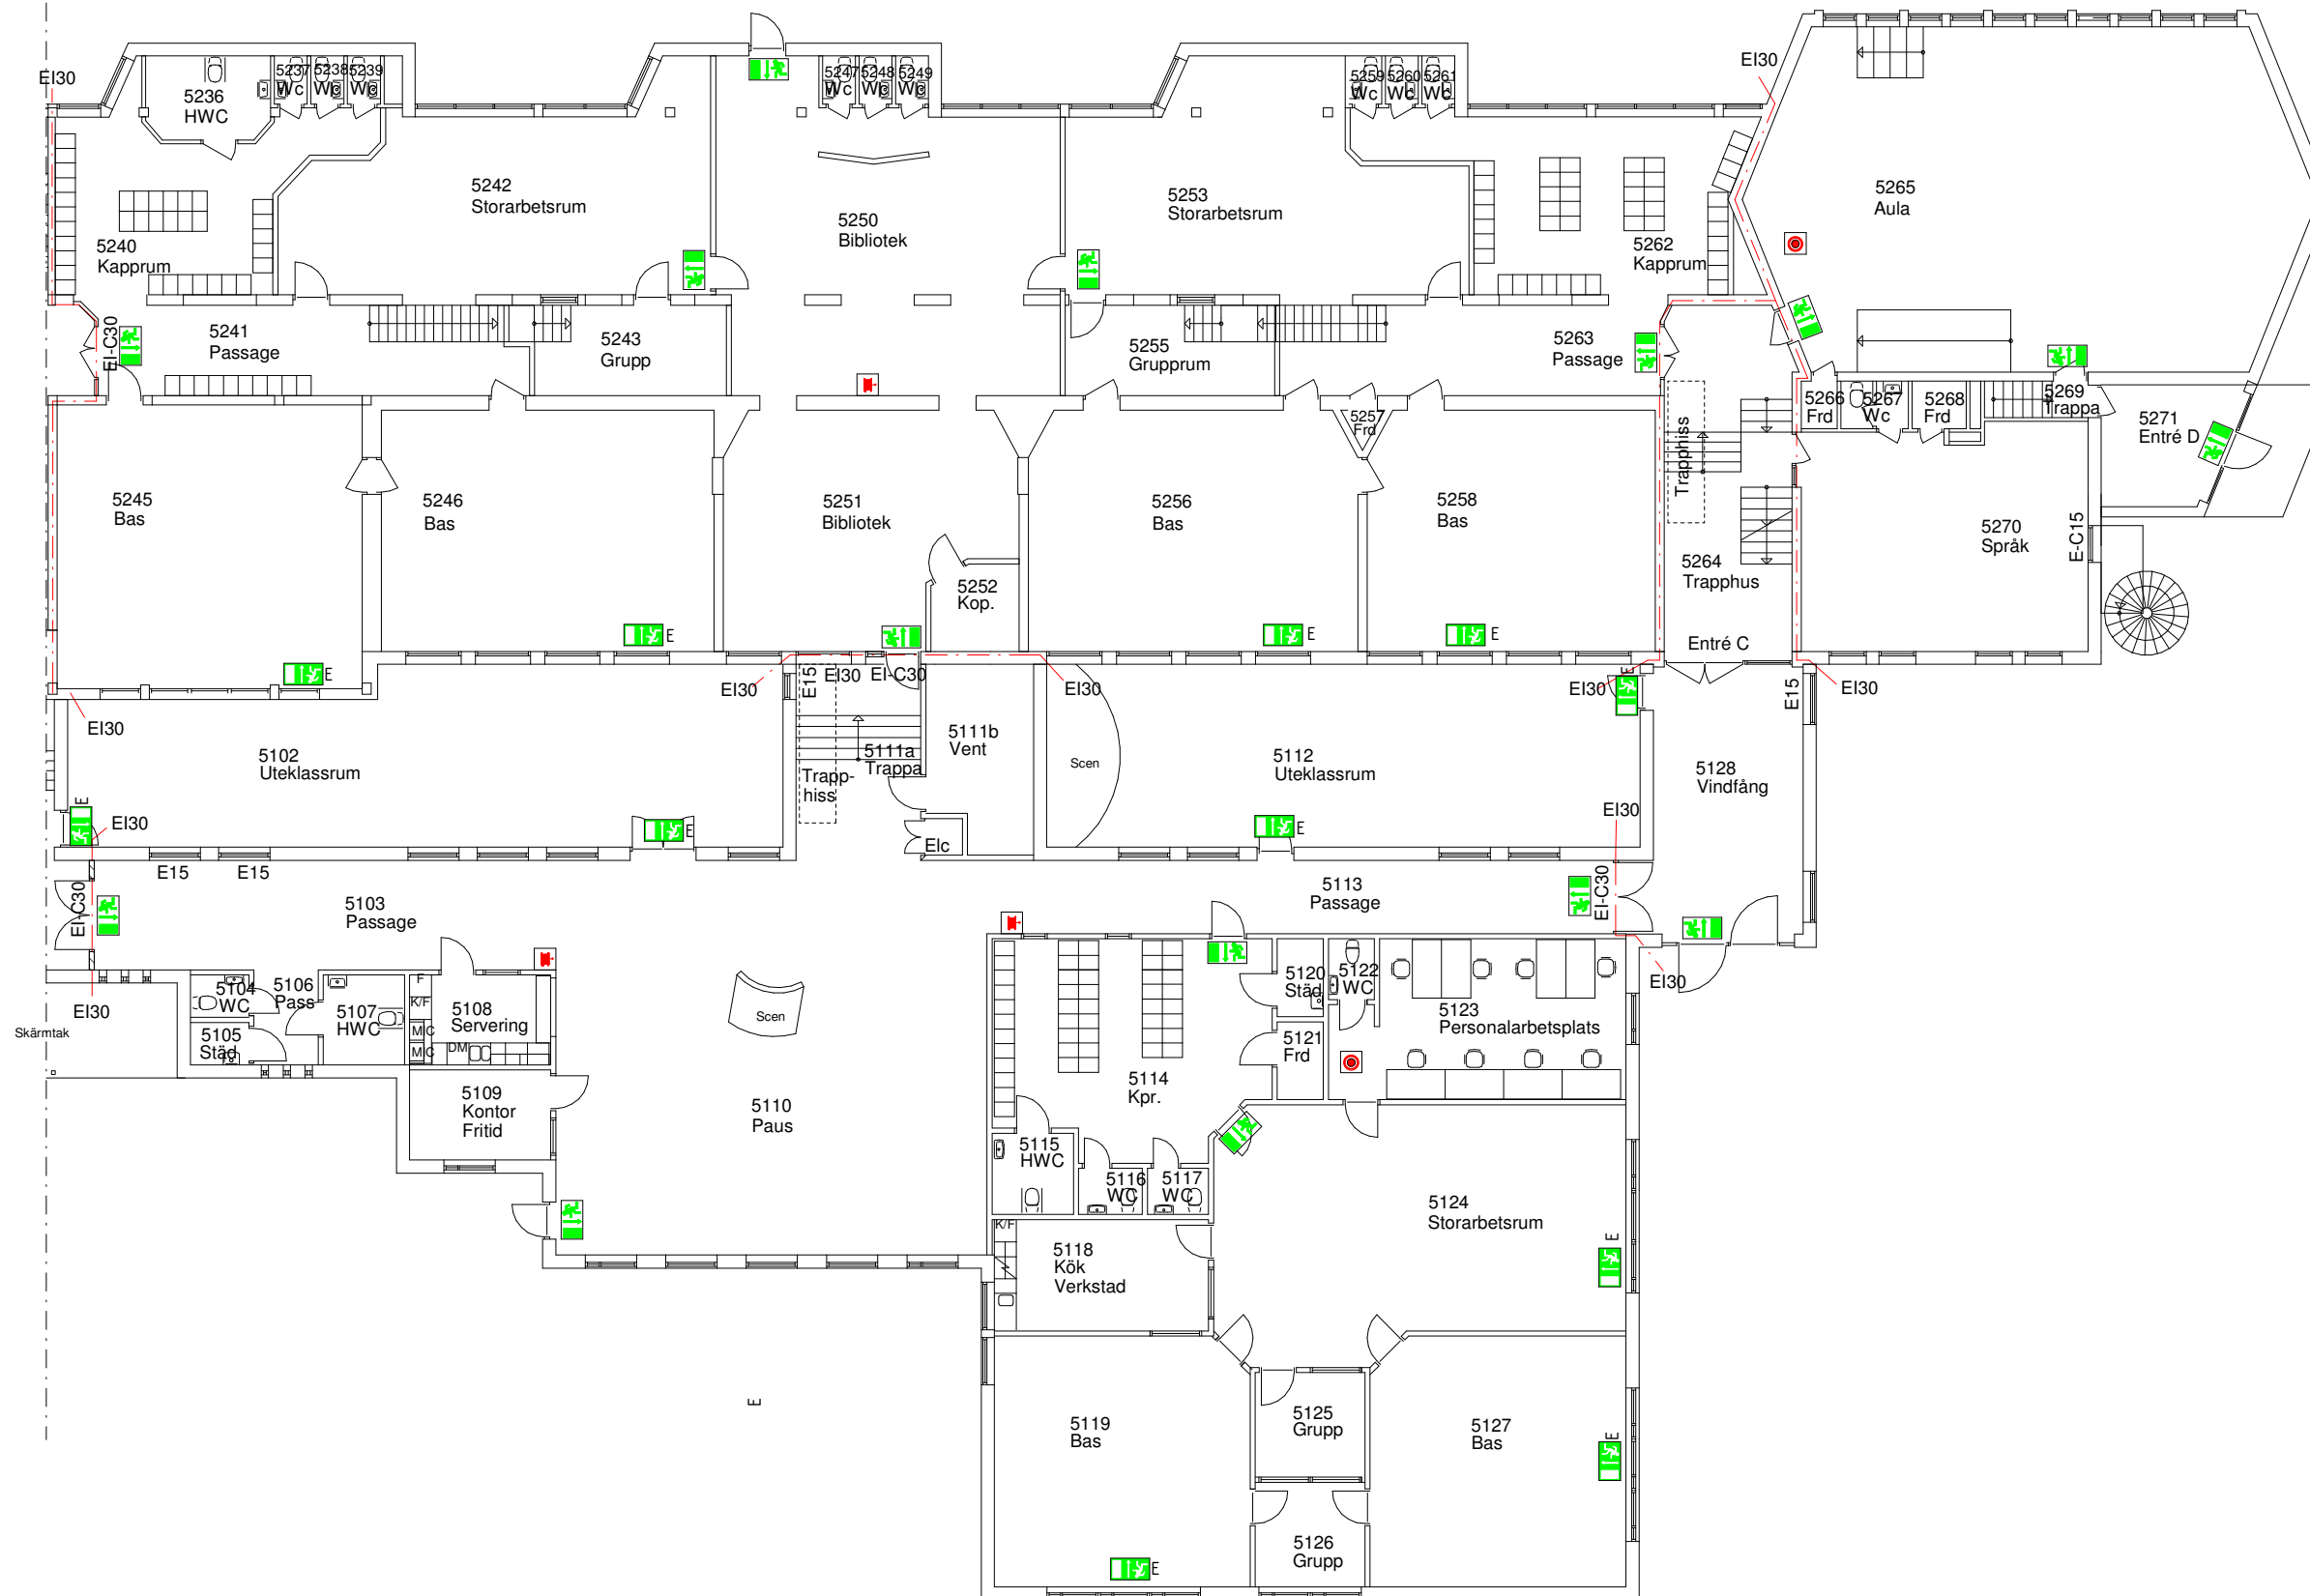 EI30
5236
HWC
5237
Wc
5238
Wc
5239
Wc
5247
Wc
5248
Wc
5249
Wc
5259
Wc
5260
Wc
5261
Wc
EI30
5240
Kapprum
5242
Storarbetsrum
5250
Bibliotek
5253
Storarbetsrum
5262
Kapprum
5265
Aula
EI-C30
5241
Passage
5243
Grupp
5255
Grupprum
5263
Passage
5257
Frd
5266
Frd
5267
Wc
5268
Frd
5269
Trappa
5271
Entré D
Trapphiss
5245
Bas
5246
Bas
5251
Bibliotek
5252
Kop.
5256
Bas
5258
Bas
5264
Trapphus
Entré C
5270
Språk
E-C15
E
E
E
E
EI30
EI30
E15
EI30
EI-C30
EI30
EI30
E
E15
EI30
5102
Uteklassrum
5111a
Trappa
Trapp-
hiss
5111b
Vent
Scen
5112
Uteklassrum
5128
Vindfång
E
EI30
E
Elc
E
EI30
E15
E15
EI-C30
5103
Passage
5113
Passage
EI-C30
EI30
EI30
Skärmtak
5104
WC
5105
Städ
5106
Pass
5107
HWC
F
K/F
M/C
M/C
DM
5108
Servering
Scen
5109
Kontor
Fritid
5110
Paus
5114
Kpr.
5120
Städ
5121
Frd
5122
WC
5123
Personalarbetsplats
5115
HWC
5116
WC
5117
WC
K/F
5118
Kök
Verkstad
5124
Storarbetsrum
E
E
5119
Bas
5125
Grupp
5127
Bas
E
5126
Grupp
E